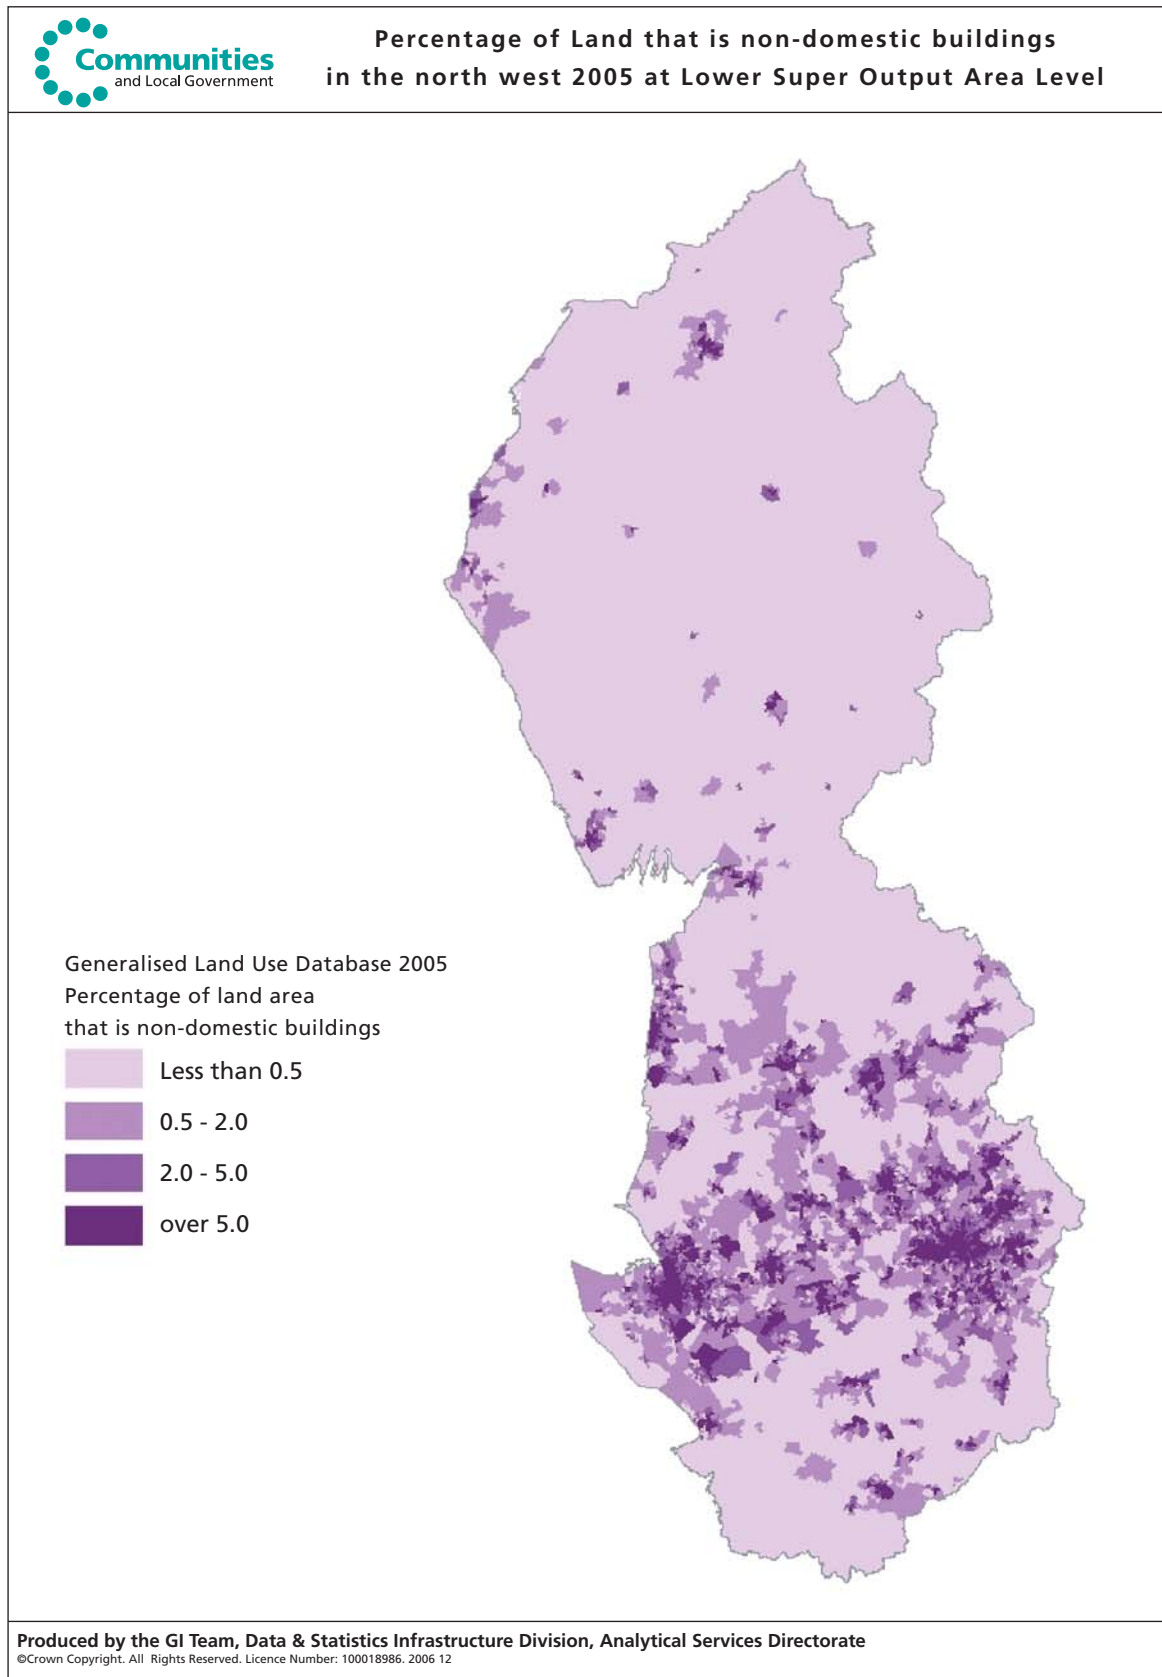 Communities
and Local Government
Percentage of Land that is non-domestic buildings
in the north west 2005 at Lower Super Output Area Level
Generalised Land Use Database 2005
Percentage of land area
that is non-domestic buildings
Less than 0.5
0.5 - 2.0
2.0 - 5.0
over 5.0
Produced by the GI Team, Data & Statistics Infrastructure Division, Analytical Services Directorate
©Crown Copyright. All Rights Reserved. Licence Number: 100018986. 2006 12